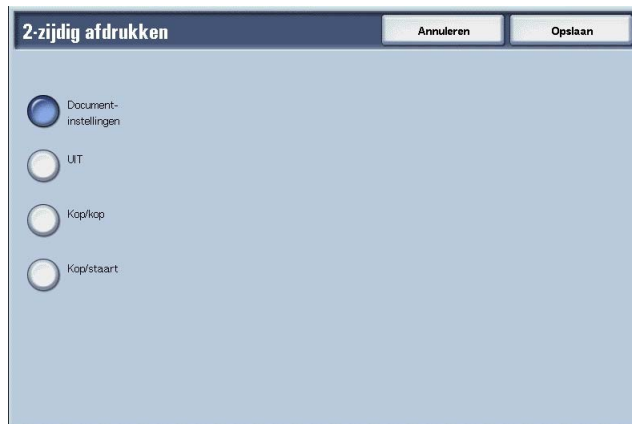 2-zijdig afdrukken
Annuleren
Opslaan
Document-
instellingen
UIT
Kop/kop
Kop/staart